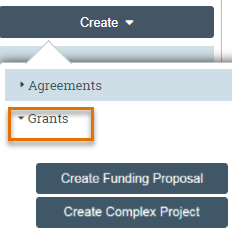 Create
Agreements
Grants
Create Funding Proposal
Create Complex Project